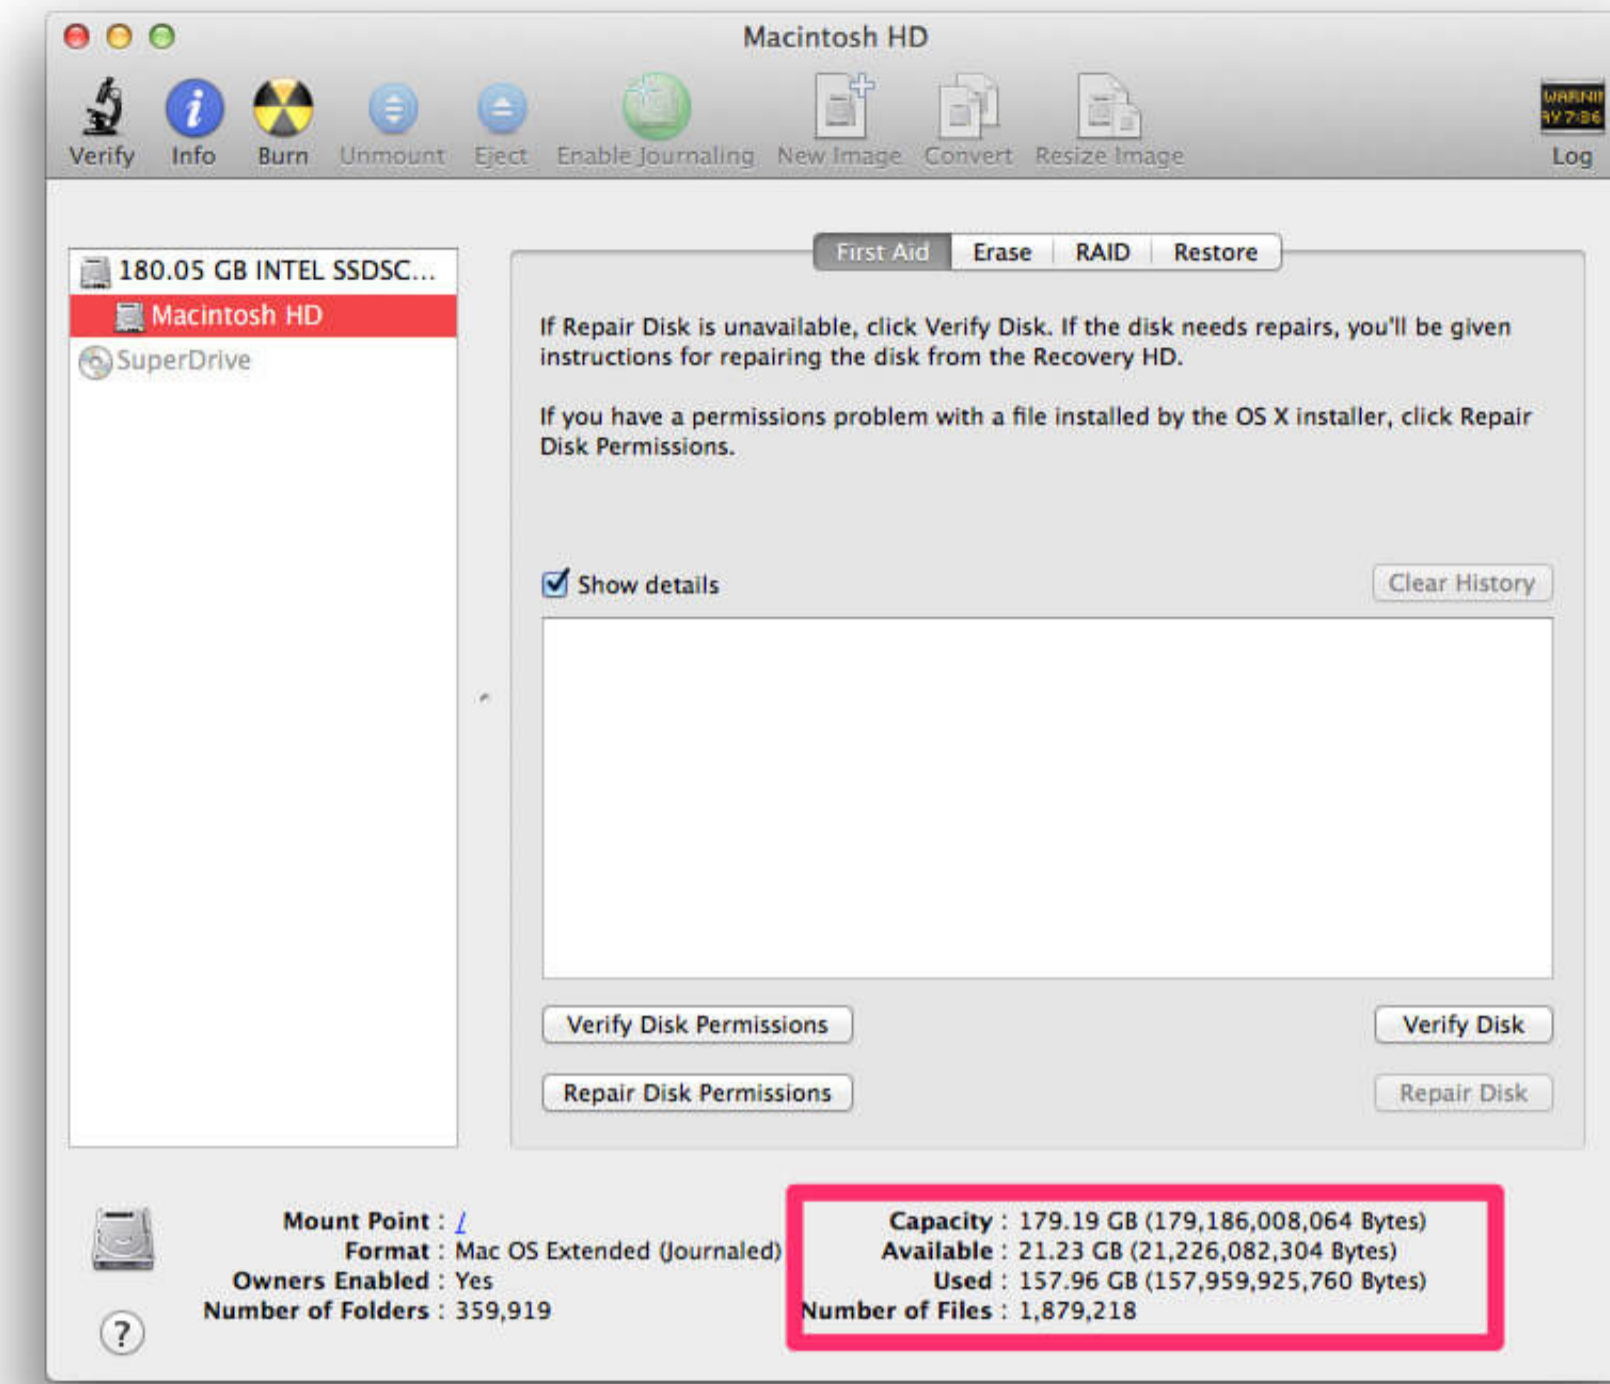 Macintosh HD
Verify Info Burn Unmount Eject Enable Journaling New Image Convert Resize Image
WARNIN
AY 7:36
Log
180.05 GB INTEL SSDSC...
Macintosh HD
SuperDrive
First Aid Erase RAID Restore
If Repair Disk is unavailable, click Verify Disk. If the disk needs repairs, you'll be given
instructions for repairing the disk from the Recovery HD.
If you have a permissions problem with a file installed by the OS X installer, click Repair
Disk Permissions.
Show details
Clear History
Verify Disk Permissions
Verify Disk
Repair Disk Permissions
Repair Disk
Mount Point : /
Format : Mac OS Extended (Journaled)
Owners Enabled : Yes
Number of Folders : 359,919
Capacity : 179.19 GB (179,186,008,064 Bytes)
Available : 21.23 GB (21,226,082,304 Bytes)
Used : 157.96 GB (157,959,925,760 Bytes)
Number of Files : 1,879,218
?